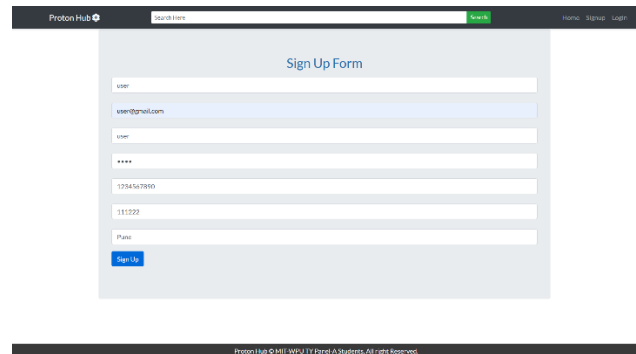 Proton Hub
Search Here
Search
Home Signup Login
Sign Up Form
user
user@gmail.com
user
••••
1234567890
111222
Pune
Sign Up
Proton Hub © MIT-WPU TY Panel-A Students. All right Reserved.